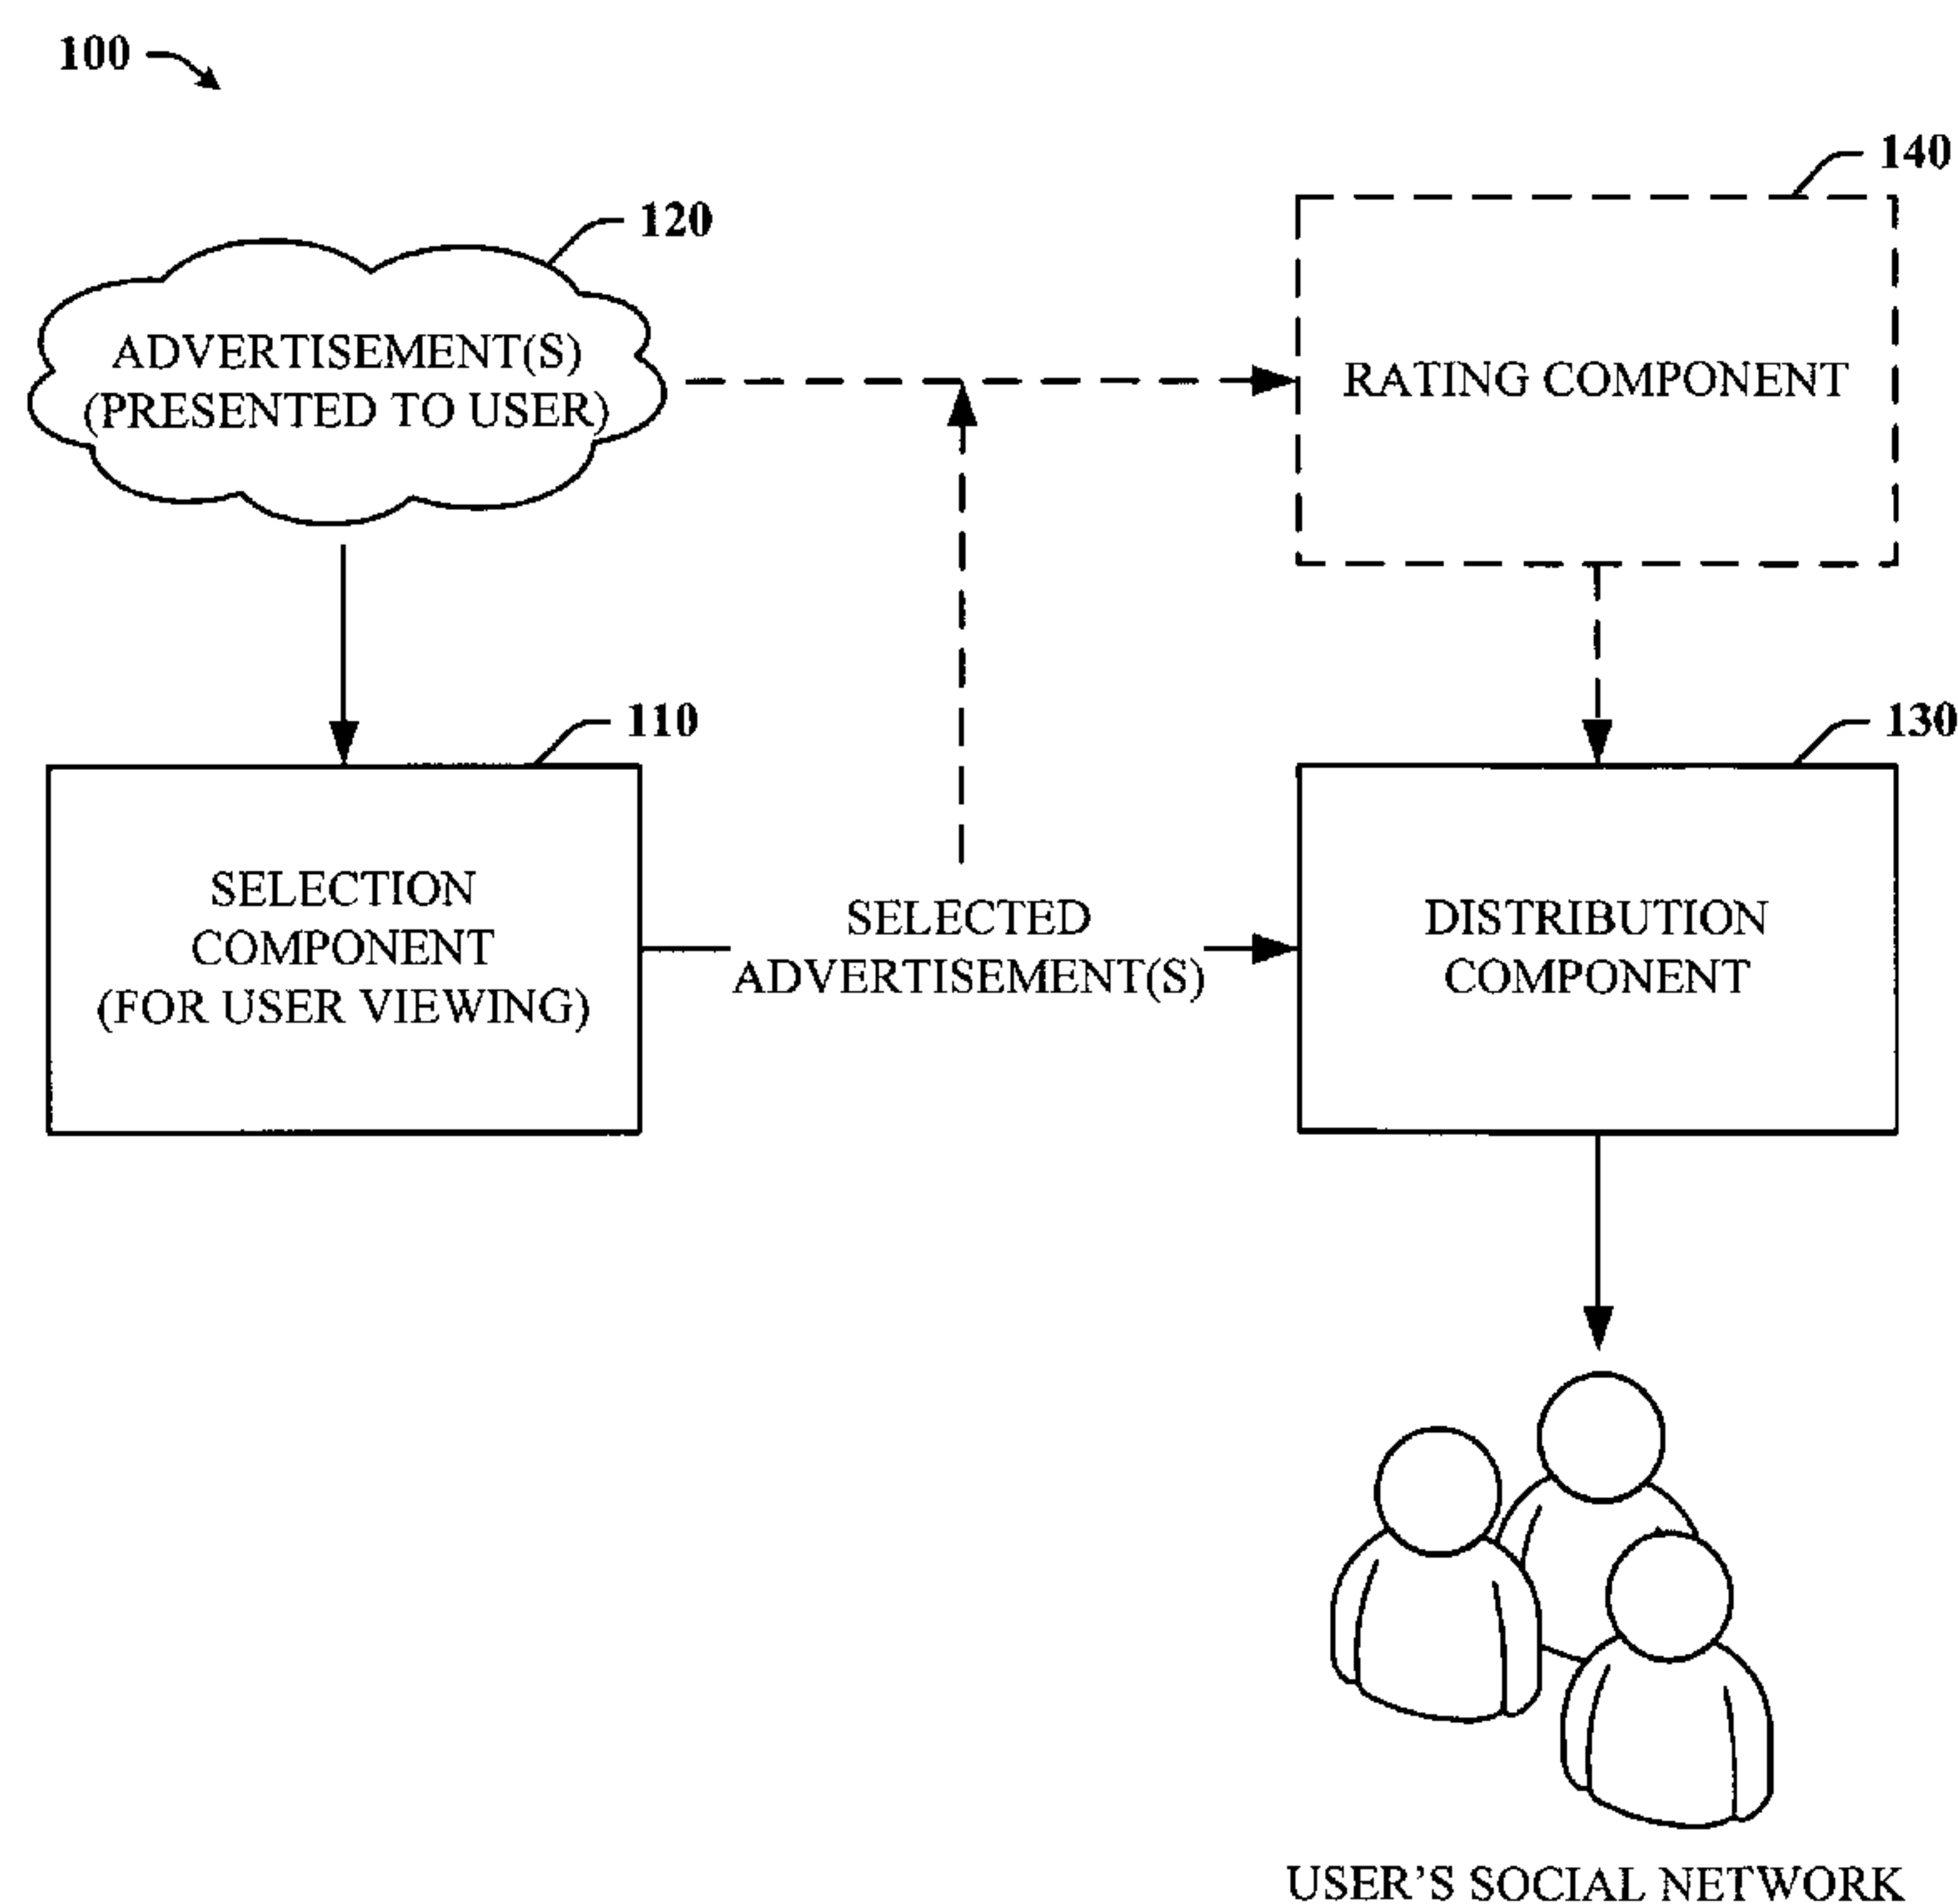 100
140
120
ADVERTISEMENT(S)
(PRESENTED TO USER)
RATING COMPONENT
110
130
SELECTION
COMPONENT
(FOR USER VIEWING)
SELECTED
ADVERTISEMENT(S)
DISTRIBUTION
COMPONENT
USER'S SOCIAL NETWORK